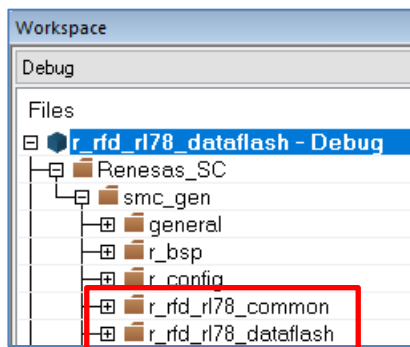 Workspace
Debug
Files
r_rfd_rl78_dataflash - Debug
Renesas_SC
smc_gen
general
r_bsp
r_config
r_rfd_rl78_common
r_rfd_rl78_dataflash